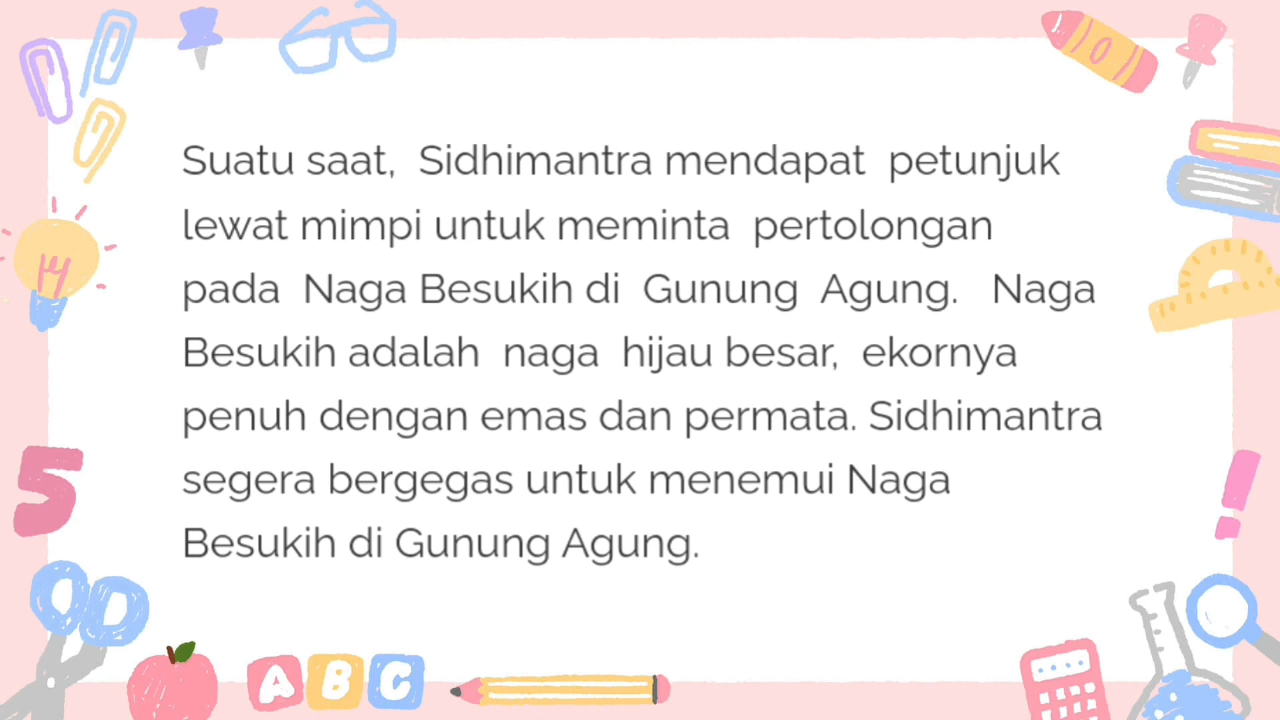 Suatu saat, Sidhimantra mendapat petunjuk
lewat mimpi untuk meminta pertolongan
pada Naga Besukih di Gunung Agung. Naga
Besukih adalah naga hijau besar, ekornya
penuh dengan emas dan permata. Sidhimantra
segera bergegas untuk menemui Naga
Besukih di Gunung Agung.
5
!
A B C